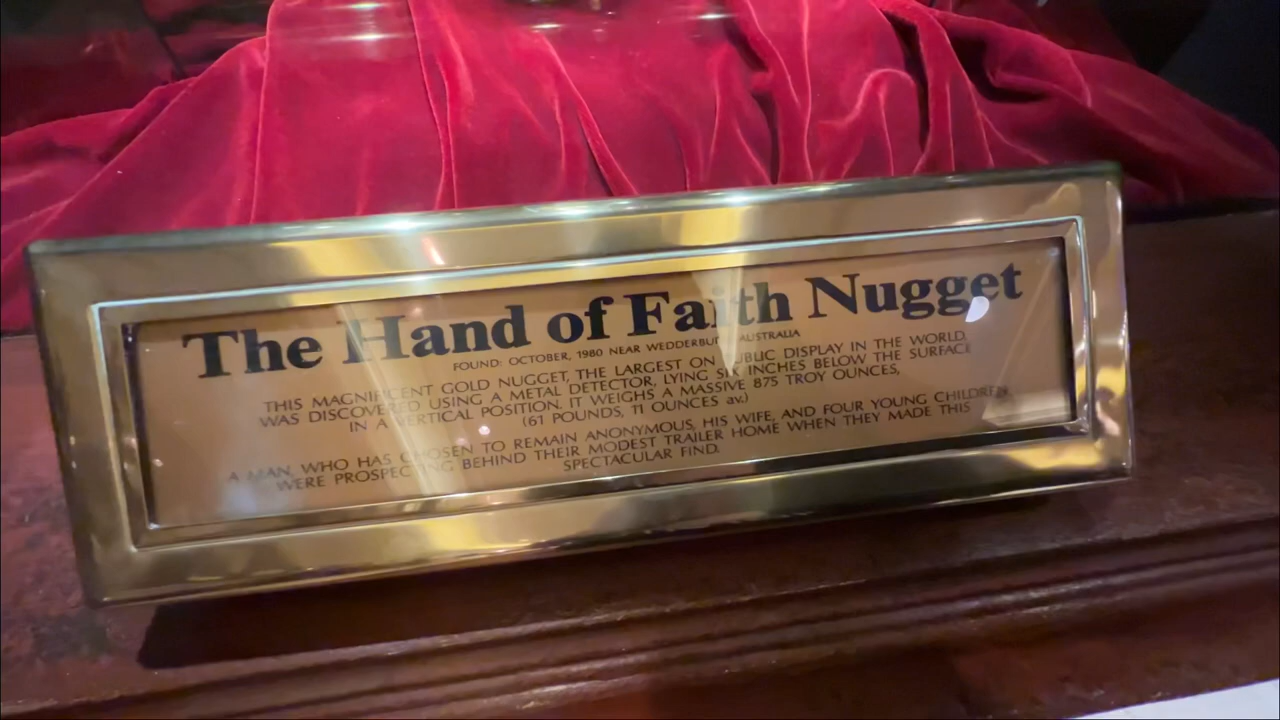 The Hand of Faith Nugget
FOUND: OCTOBER, 1980 NEAR WEDDERBURN AUSTRALIA
THIS MAGNIFICENT GOLD NUGGET, THE LARGEST ON PUBLIC DISPLAY IN THE WORLD,
WAS DISCOVERED USING A METAL DETECTOR, LYING SIX INCHES BELOW THE SURFACE
IN A VERTICAL POSITION. IT WEIGHS A MASSIVE 875 TROY OUNCES,
(61 POUNDS, 11 OUNCES av.)
A MAN, WHO HAS CHOSEN TO REMAIN ANONYMOUS, HIS WIFE, AND FOUR YOUNG CHILDREN,
WERE PROSPECTING BEHIND THEIR MODEST TRAILER HOME WHEN THEY MADE THIS
SPECTACULAR FIND.